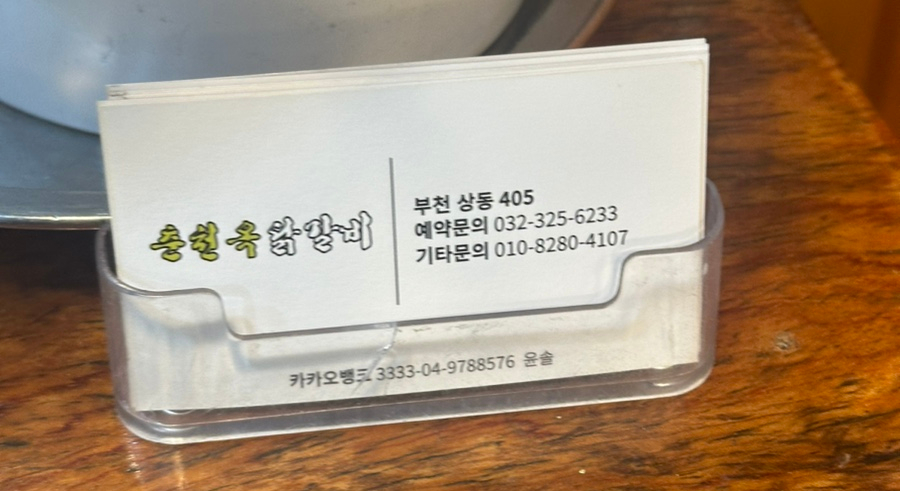 춘천옥닭갈비
부천 상동 405
예약문의 032-325-6233
기타문의 010-8280-4107
카카오뱅크 3333-04-9788576 윤솔